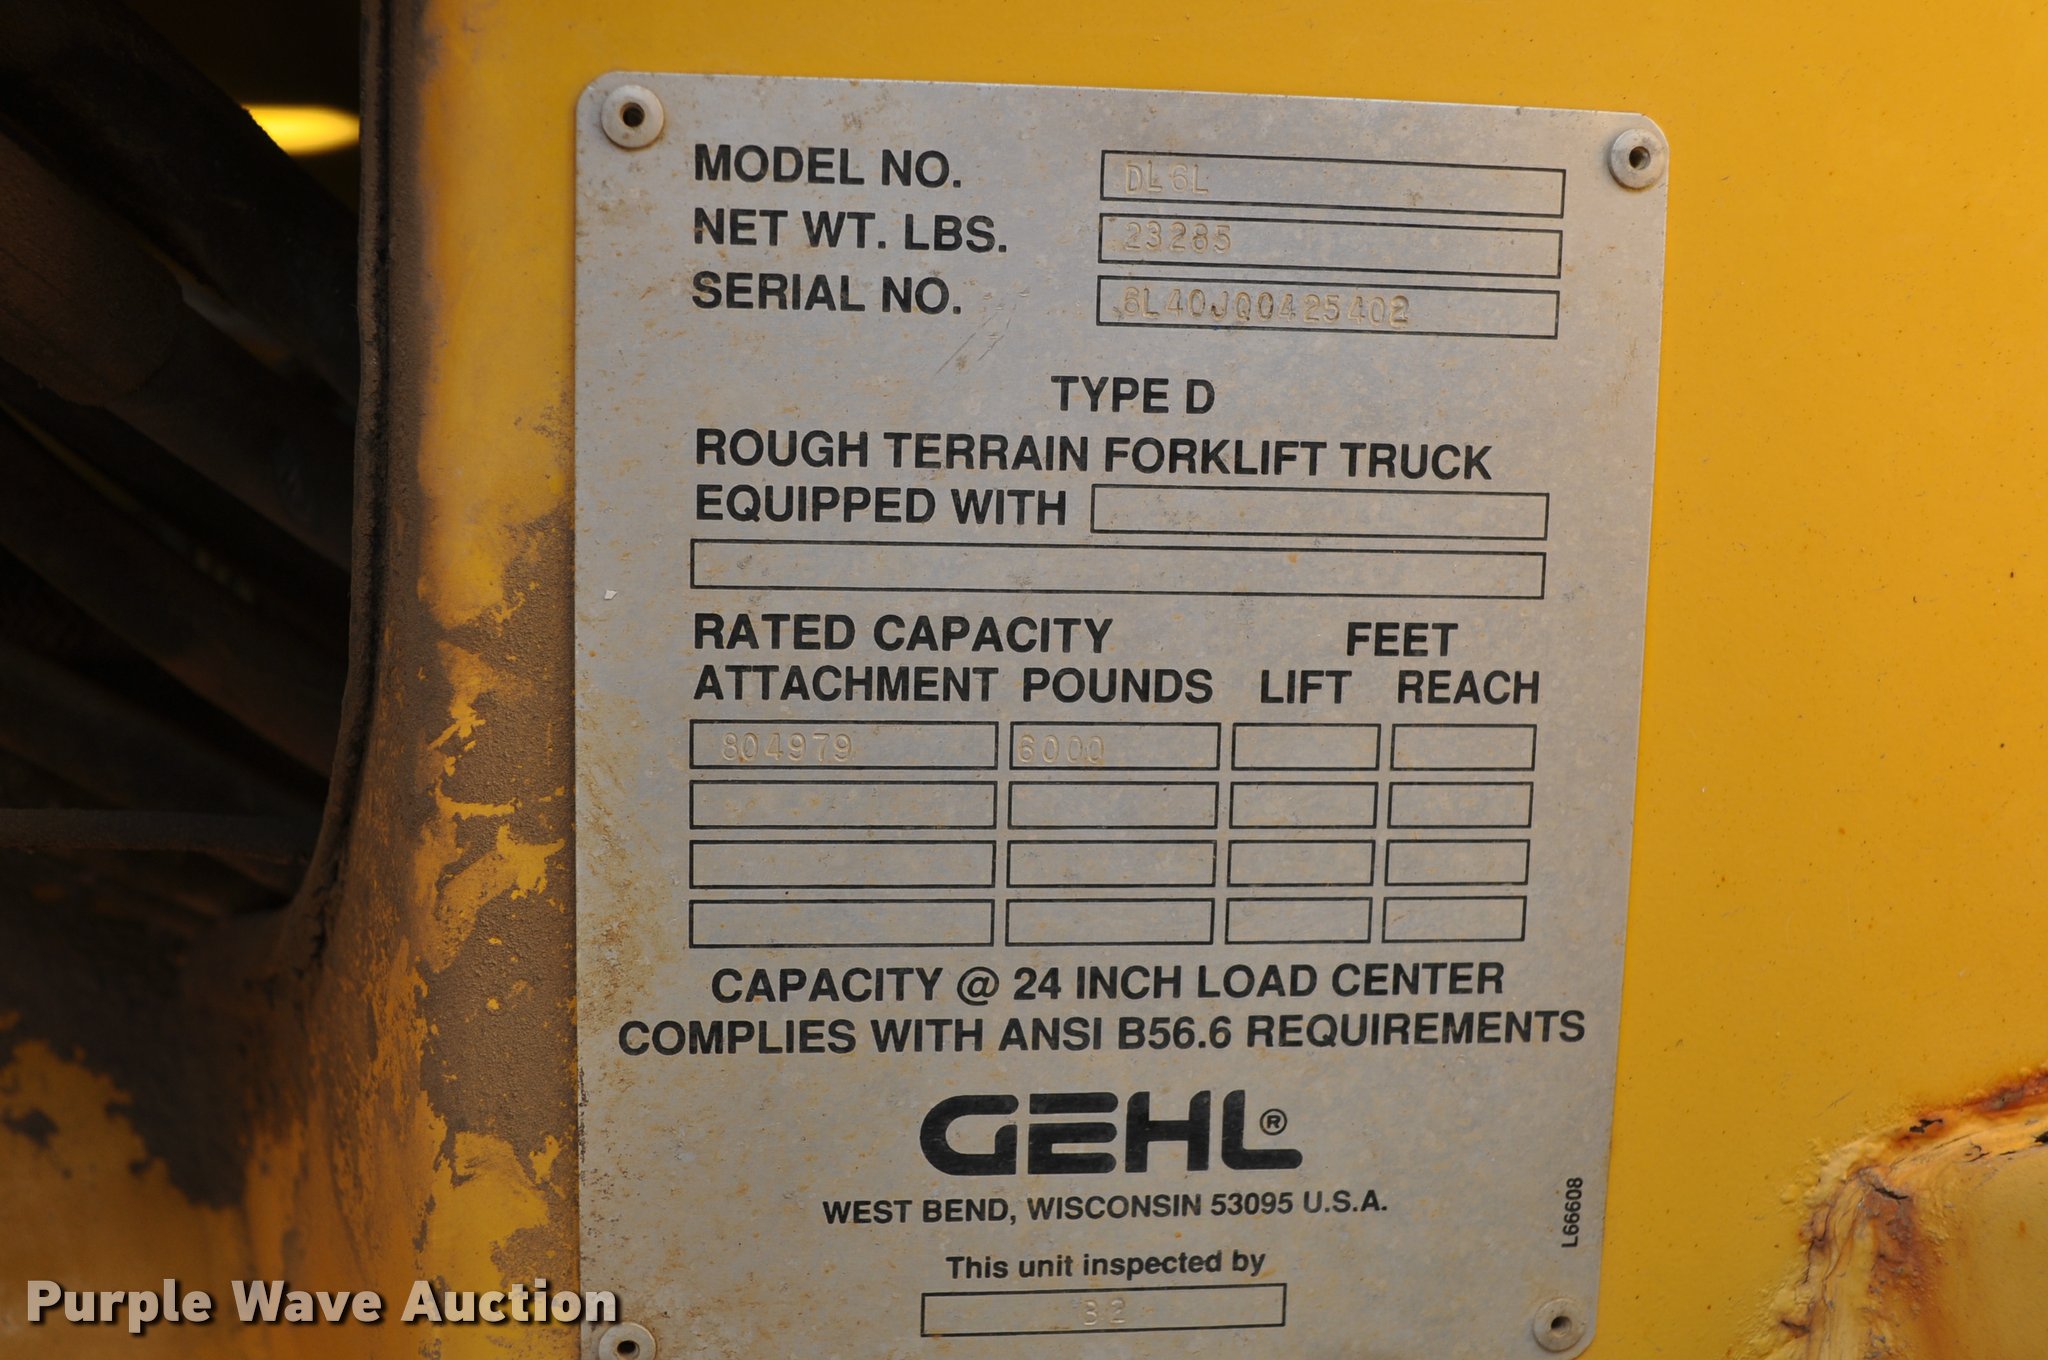 MODEL NO. DL6L
NET WT. LBS. 23285
SERIAL NO. 6L40JQ0425402
TYPE D
ROUGH TERRAIN FORKLIFT TRUCK
EQUIPPED WITH
RATED CAPACITY FEET
ATTACHMENT POUNDS LIFT REACH
804979 6000
CAPACITY @ 24 INCH LOAD CENTER
COMPLIES WITH ANSI B56.6 REQUIREMENTS
GEHL®
WEST BEND, WISCONSIN 53095 U.S.A.
L66608
This unit inspected by
32
Purple Wave Auction